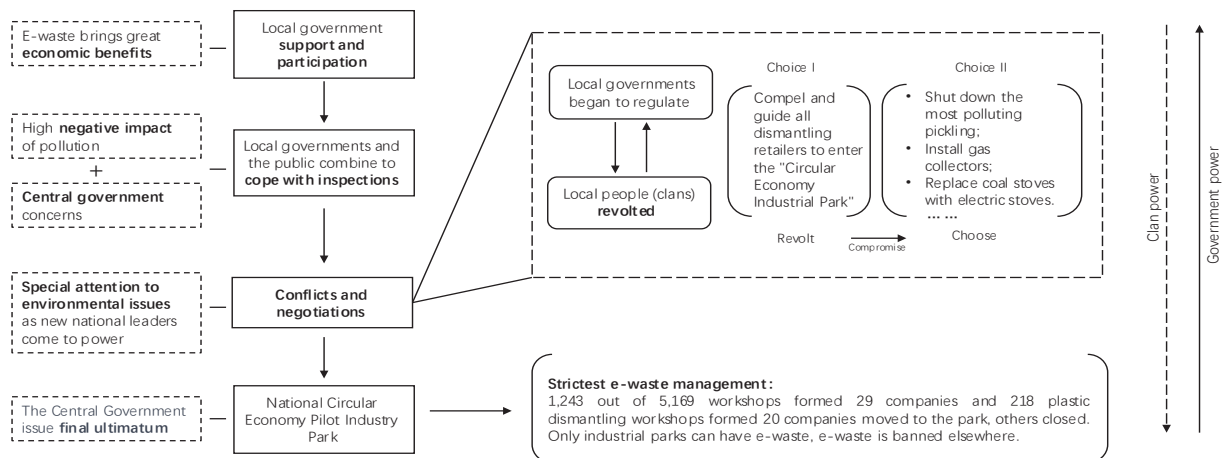 E-waste brings great
economic benefits
Local government
support and
participation
High negative impact
of pollution
+
Central government
concerns
Local governments and
the public combine to
cope with inspections
Special attention to
environmental issues
as new national leaders
come to power
Conflicts and
negotiations
The Central Government
issue final ultimatum
National Circular
Economy Pilot Industry
Park
Local governments
began to regulate
Local people (clans)
revolted
Choice I
Compel and
guide all
dismantling
retailers to enter
the "Circular
Economy
Industrial Park"
Revolt
Compromise
Choice II
• Shut down the
most polluting
pickling;
• Install gas
collectors;
• Replace coal stoves
with electric stoves.
... ...
Choose
Strictest e-waste management:
1,243 out of 5,169 workshops formed 29 companies and 218 plastic
dismantling workshops formed 20 companies moved to the park, others closed.
Only industrial parks can have e-waste, e-waste is banned elsewhere.
Clan power
Government power